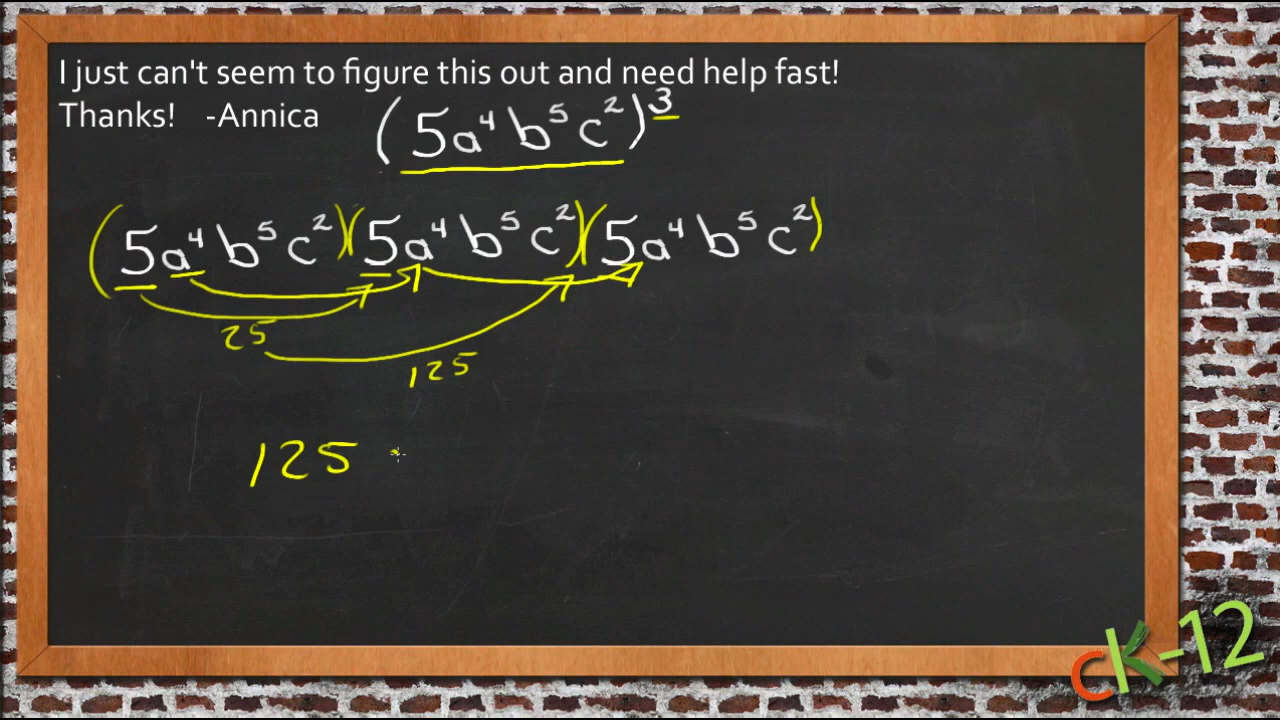 I just can't seem to figure this out and need help fast!
Thanks! -Annica
(5a⁴b⁵c²)³
(5a⁴b⁵c²)(5a⁴b⁵c²)(5a⁴b⁵c²)
25
125
125
CK-12